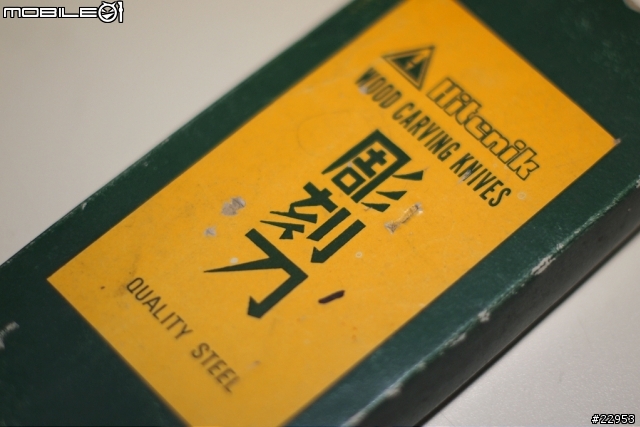 MOBILE01
Hitenik
WOOD CARVING KNIVES
彫刻刀
QUALITY STEEL
#22953